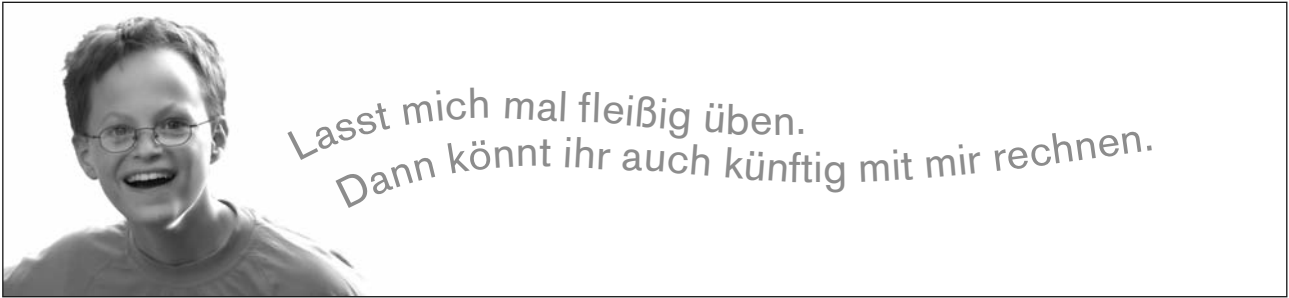 Lasst mich mal fleißig üben.
Dann könnt ihr auch künftig mit mir rechnen.